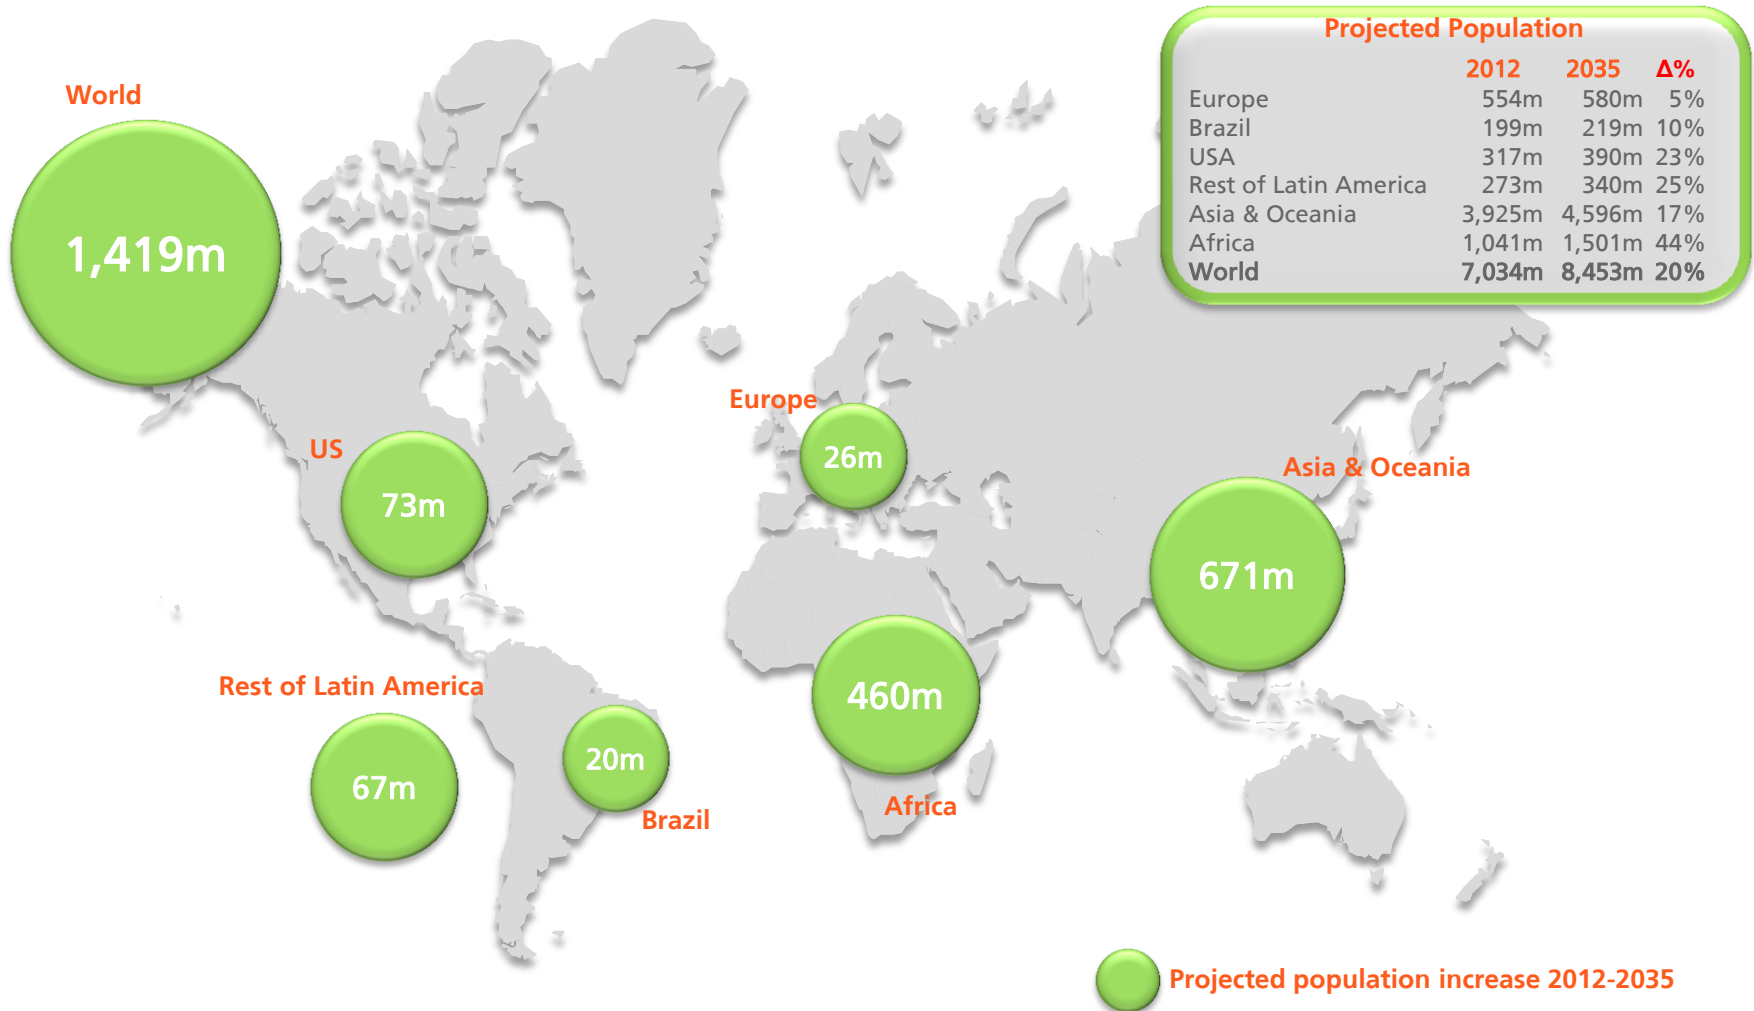 Projected Population
2012 2035 Δ%
Europe 554m 580m 5%
Brazil 199m 219m 10%
USA 317m 390m 23%
Rest of Latin America 273m 340m 25%
Asia & Oceania 3,925m 4,596m 17%
Africa 1,041m 1,501m 44%
World 7,034m 8,453m 20%
World
1,419m
Europe
26m
US
73m
Asia & Oceania
671m
Rest of Latin America
67m
20m
Brazil
460m
Africa
Projected population increase 2012-2035